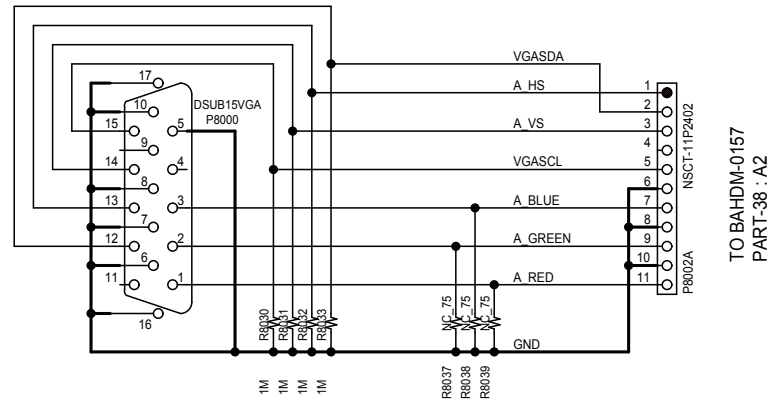 VGASDA
A_HS
A_VS
VGASCL
A_BLUE
A_GREEN
A_RED
GND
DSUB15VGA
P8000
17
10
15
5
9
14
4
8
13
3
7
12
2
6
11
1
16
1
2
3
4
5
6
7
8
9
10
11
NSCT-11P2402
P8002A
TO BAHDM-0157
PART-38 : A2
R8030
R8031
R8032
R8033
1M
1M
1M
1M
NC_75
NC_75
NC_75
R8037
R8038
R8039